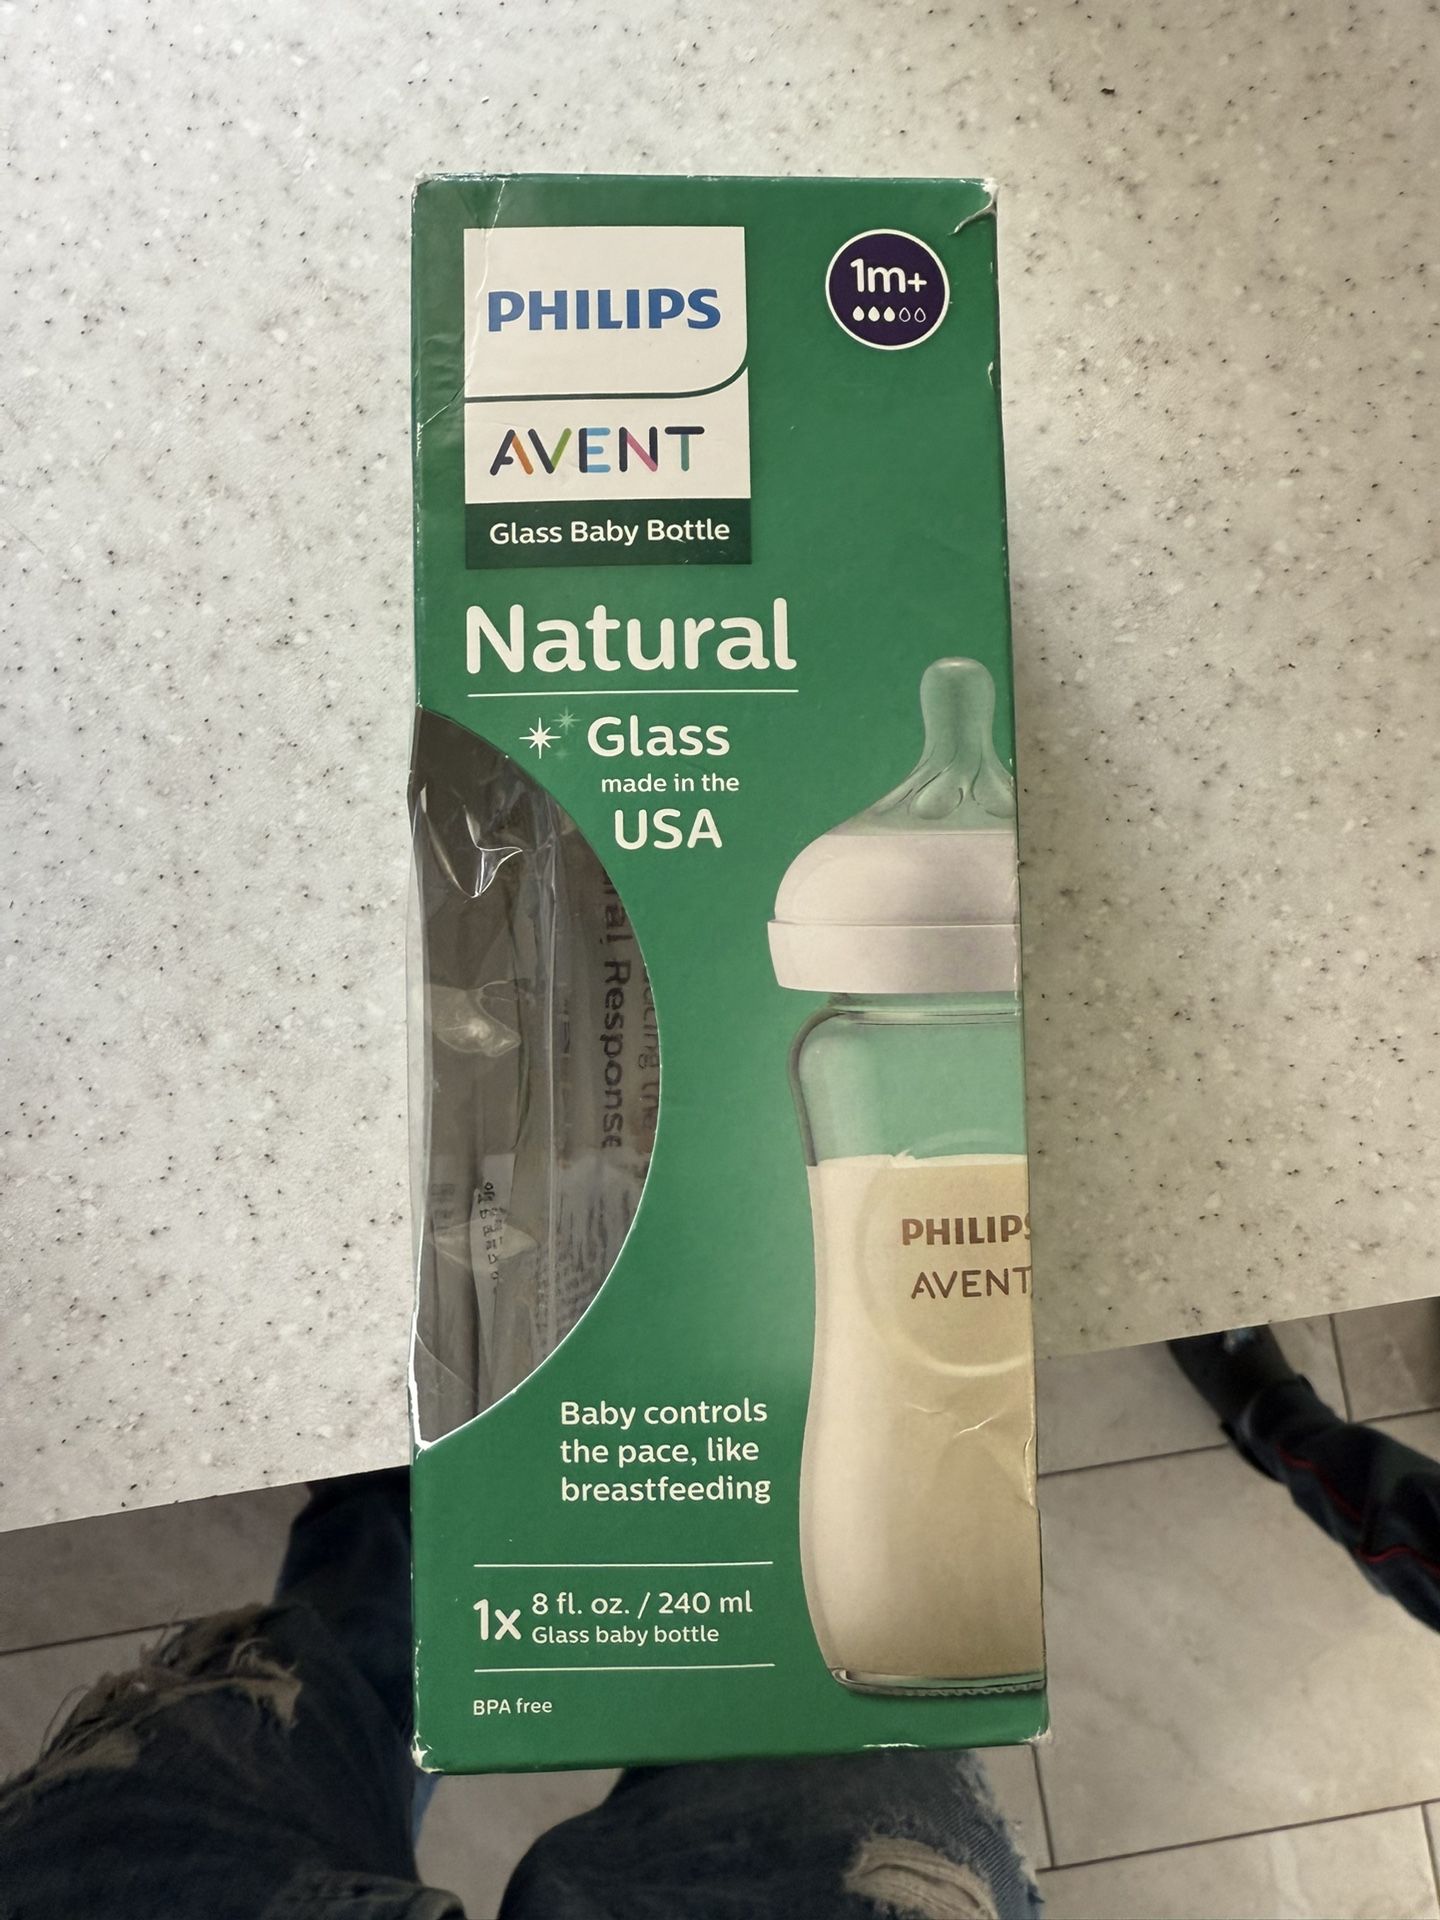 PHILIPS
1m+
AVENT
Glass Baby Bottle
Natural
Glass
made in the
USA
Response
PHILIPS
AVENT
Baby controls
the pace, like
breastfeeding
1x 8 fl. oz. / 240 ml
Glass baby bottle
BPA free